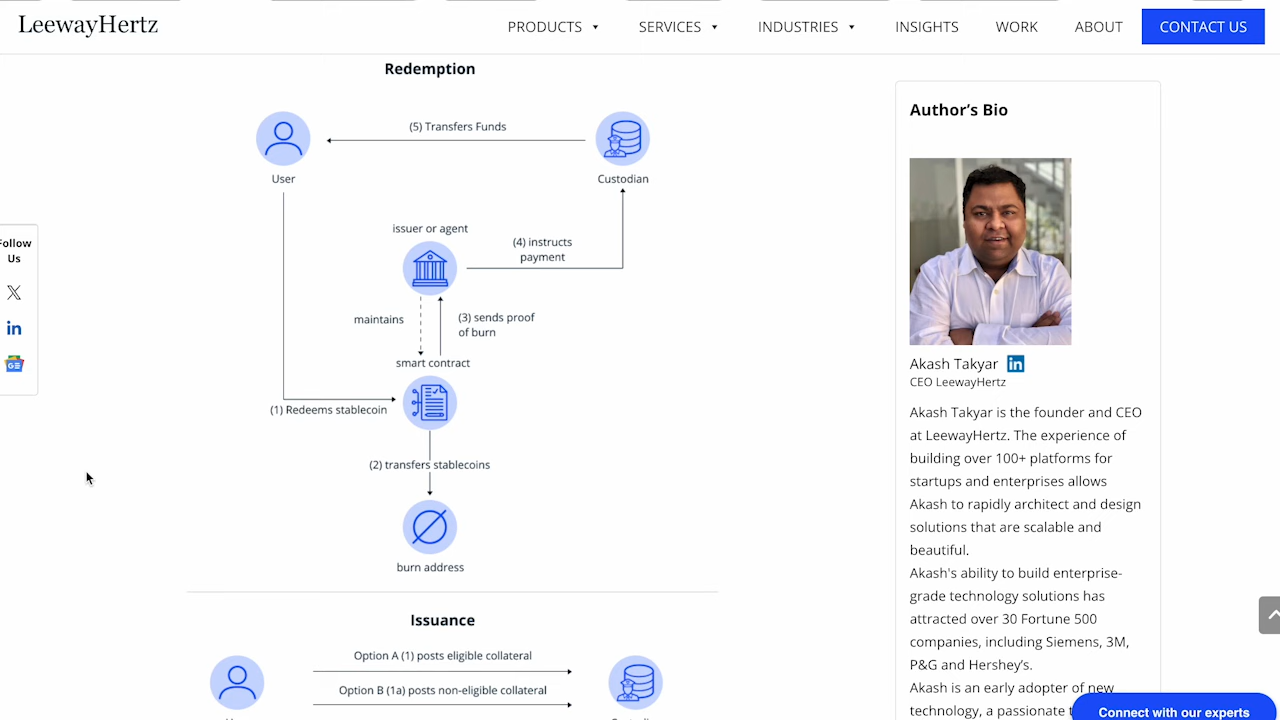 LeewayHertz
PRODUCTS
SERVICES
INDUSTRIES
INSIGHTS
WORK
ABOUT
CONTACT US
Redemption
(5) Transfers Funds
User
Custodian
issuer or agent
(4) instructs
payment
maintains
(3) sends proof
of burn
smart contract
(1) Redeems stablecoin
(2) transfers stablecoins
burn address
Issuance
Option A (1) posts eligible collateral
Option B (1a) posts non-eligible collateral
Follow
Us
Author's Bio
Akash Takyar
in
CEO LeewayHertz
Akash Takyar is the founder and CEO
at LeewayHertz. The experience of
building over 100+ platforms for
startups and enterprises allows
Akash to rapidly architect and design
solutions that are scalable and
beautiful.
Akash's ability to build enterprise-
grade technology solutions has
attracted over 30 Fortune 500
companies, including Siemens, 3M,
P&G and Hershey's.
Akash is an early adopter of new
technology, a passionate
Connect with our experts